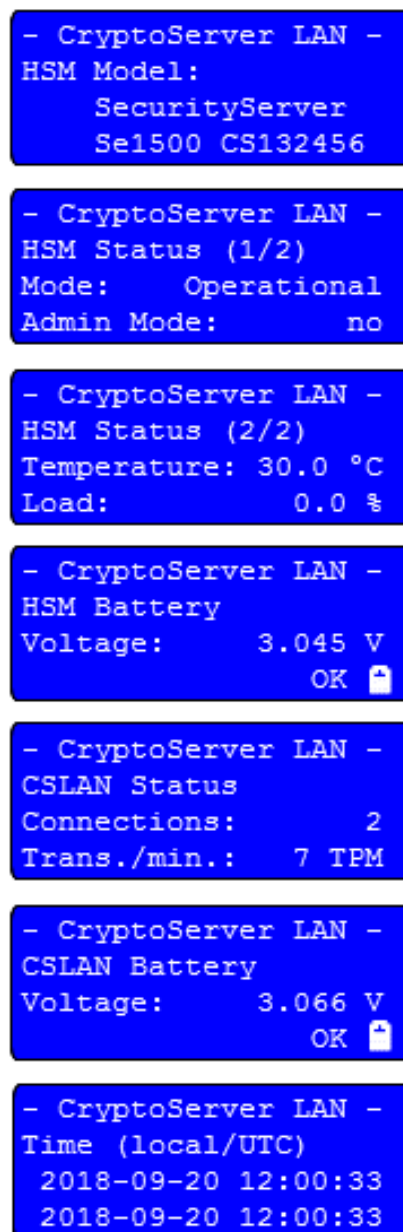 - CryptoServer LAN -
HSM Model:
SecurityServer
Se1500 CS132456
- CryptoServer LAN -
HSM Status (1/2)
Mode: Operational
Admin Mode: no
- CryptoServer LAN -
HSM Status (2/2)
Temperature: 30.0 °C
Load: 0.0 %
- CryptoServer LAN -
HSM Battery
Voltage: 3.045 V
OK
- CryptoServer LAN -
CSLAN Status
Connections: 2
Trans./min.: 7 TPM
- CryptoServer LAN -
CSLAN Battery
Voltage: 3.066 V
OK
- CryptoServer LAN -
Time (local/UTC)
2018-09-20 12:00:33
2018-09-20 12:00:33